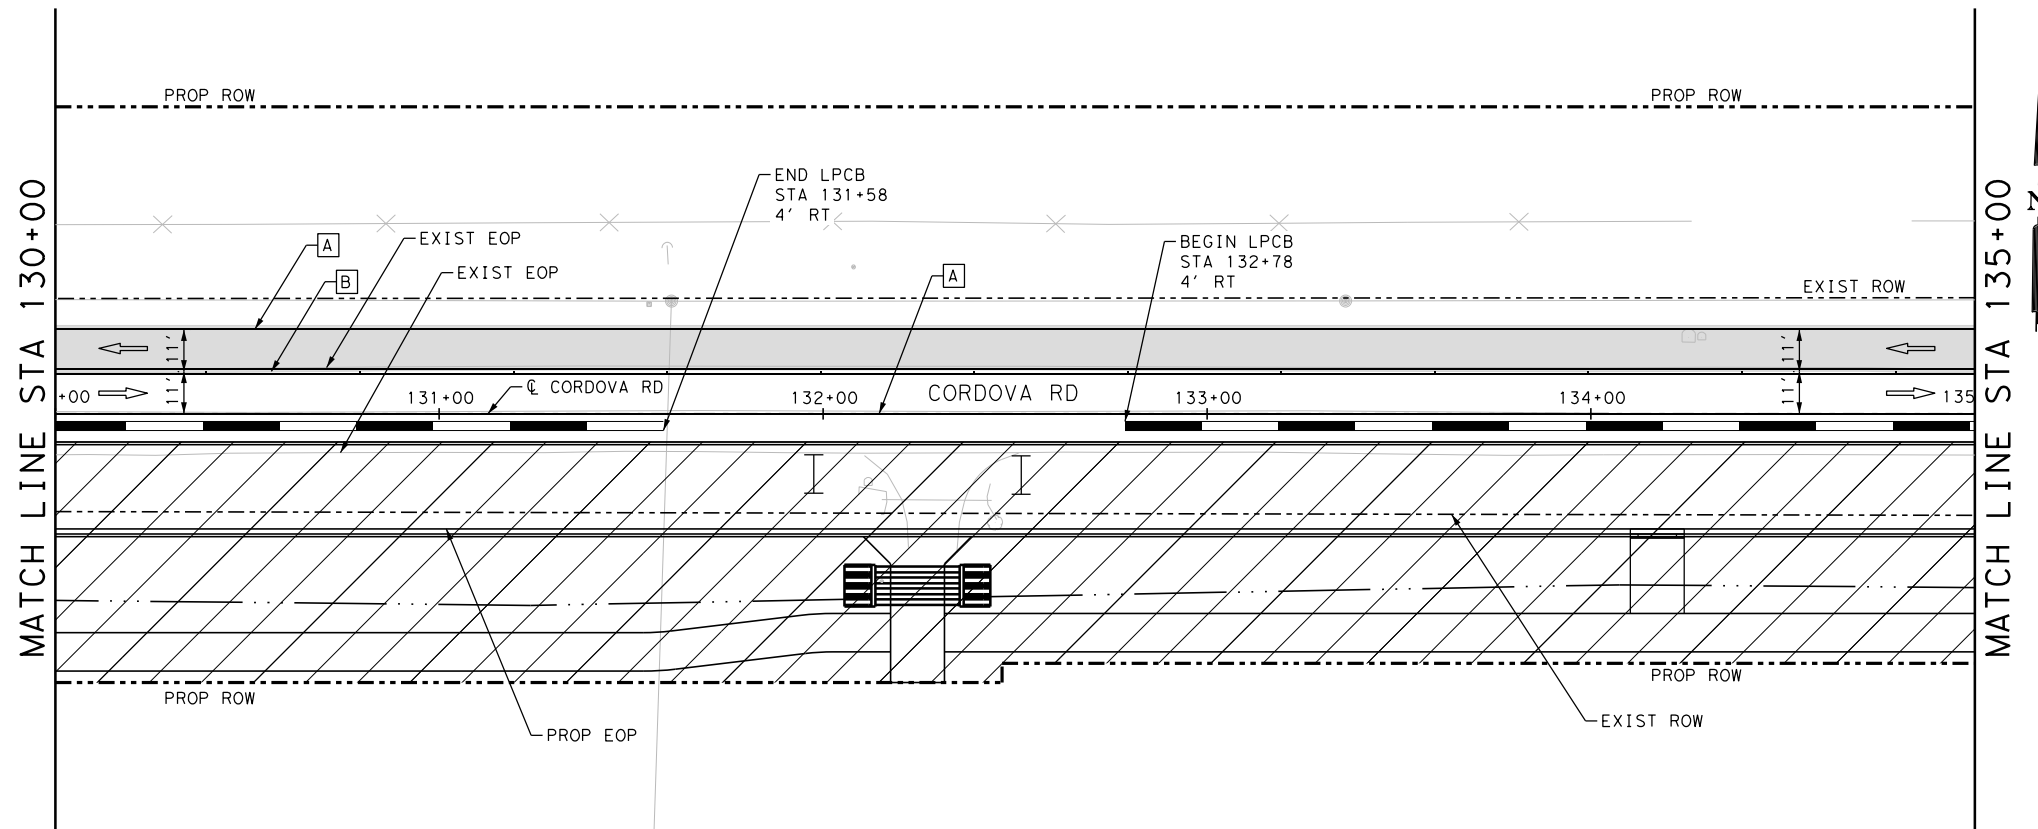 PROP ROW
PROP ROW
END LPCB
STA 131+58
4' RT
A
EXIST EOP
BEGIN LPCB
STA 132+78
4' RT
EXIST EOP
B
A
EXIST ROW
N
MATCH LINE STA 130+00
MATCH LINE STA 135+00
11'
11'
11'
11'
+00
℄ CORDOVA RD
131+00
132+00
CORDOVA RD
133+00
134+00
135
PROP ROW
PROP ROW
EXIST ROW
PROP EOP